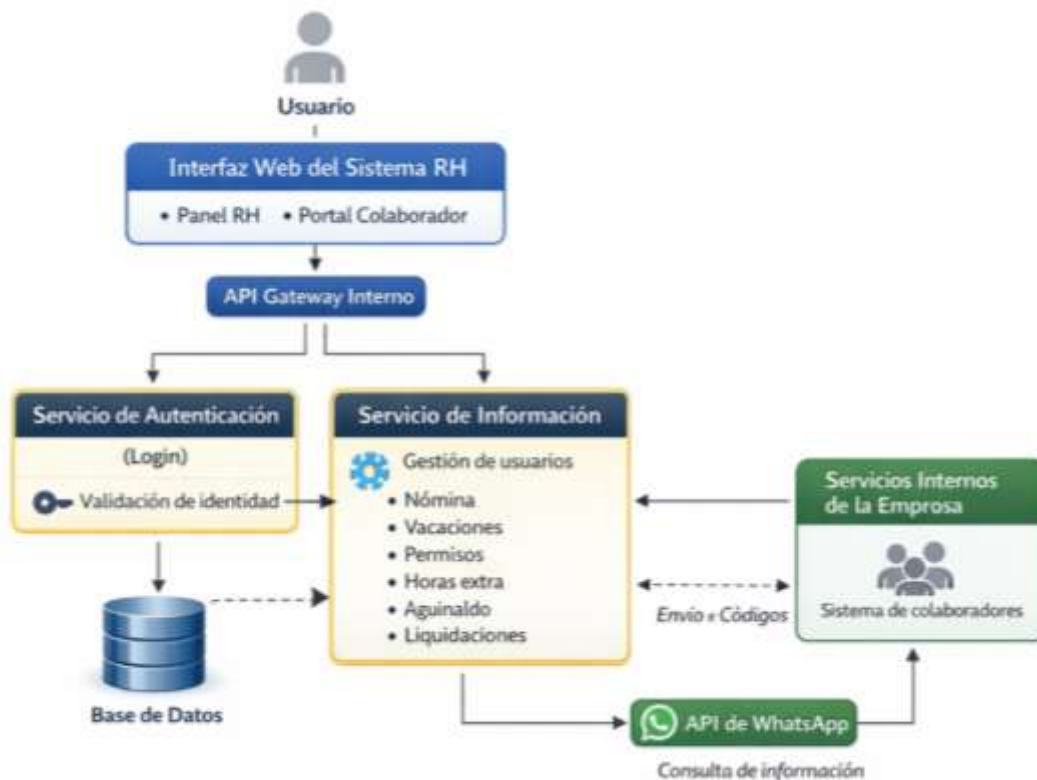 Usuario
Interfaz Web del Sistema RH
• Panel RH • Portal Colaborador
API Gateway Interno
Servicio de Autenticación
(Login)
Validación de identidad
Base de Datos
Servicio de Información
Gestión de usuarios
• Nómina
• Vacaciones
• Permisos
• Horas extra
• Aguinaldo
• Liquidaciones
Servicios Internos
de la Emprosa
Sistema de colaboradores
Envío e Códigos
API de WhatsApp
Consulta de información